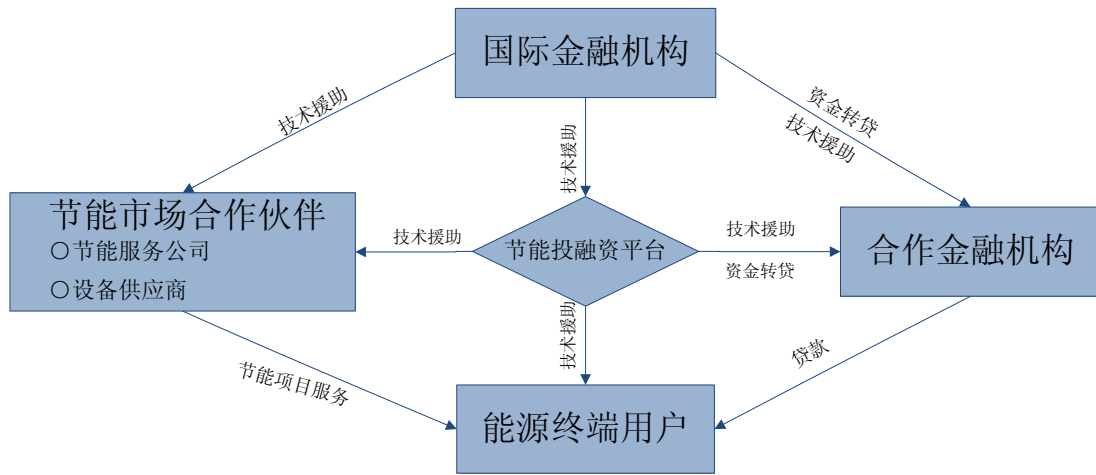 国际金融机构
技术援助
技术援助
资金转贷
技术援助
节能市场合作伙伴
○节能服务公司
○设备供应商
技术援助
节能投融资平台
技术援助
资金转贷
合作金融机构
节能项目服务
技术援助
贷款
能源终端用户